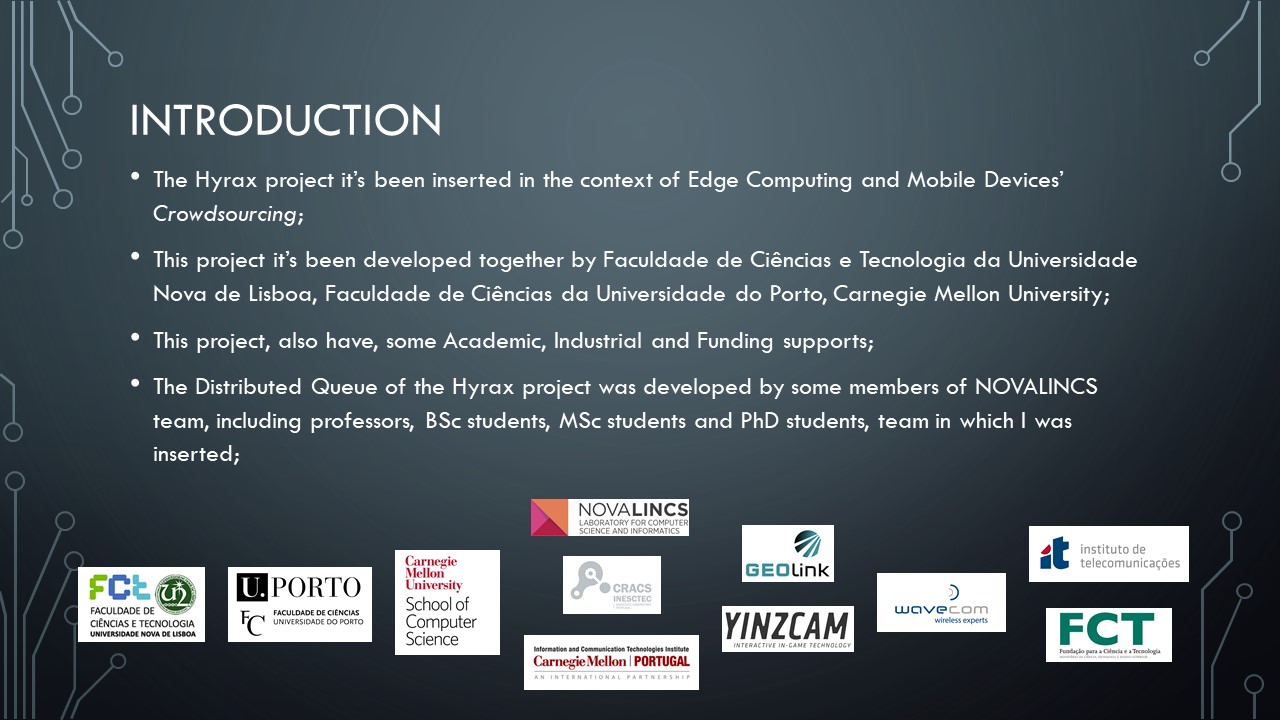 INTRODUCTION
• The Hyrax project it’s been inserted in the context of Edge Computing and Mobile Devices’
Crowdsourcing;
• This project it’s been developed together by Faculdade de Ciências e Tecnologia da Universidade
Nova de Lisboa, Faculdade de Ciências da Universidade do Porto, Carnegie Mellon University;
• This project, also have, some Academic, Industrial and Funding supports;
• The Distributed Queue of the Hyrax project was developed by some members of NOVALINCS
team, including professors, BSc students, MSc students and PhD students, team in which I was
inserted;
fct
FACULDADE DE
CIÊNCIAS E TECNOLOGIA
UNIVERSIDADE NOVA DE LISBOA
U.PORTO
FC
FACULDADE DE CIÊNCIAS
UNIVERSIDADE DO PORTO
Carnegie
Mellon
University
School of
Computer
Science
NOVALINCS
LABORATORY FOR COMPUTER
SCIENCE AND INFORMATICS
CRACS
INESCTEC
Information and Communication Technologies Institute
Carnegie Mellon | PORTUGAL
AN INTERNATIONAL PARTNERSHIP
GEOlink
YINZCAM
INTERACTIVE IN-GAME TECHNOLOGY
wavecom
wireless experts
it
instituto de
telecomunicações
FCT
Fundação para a Ciência e a Tecnologia